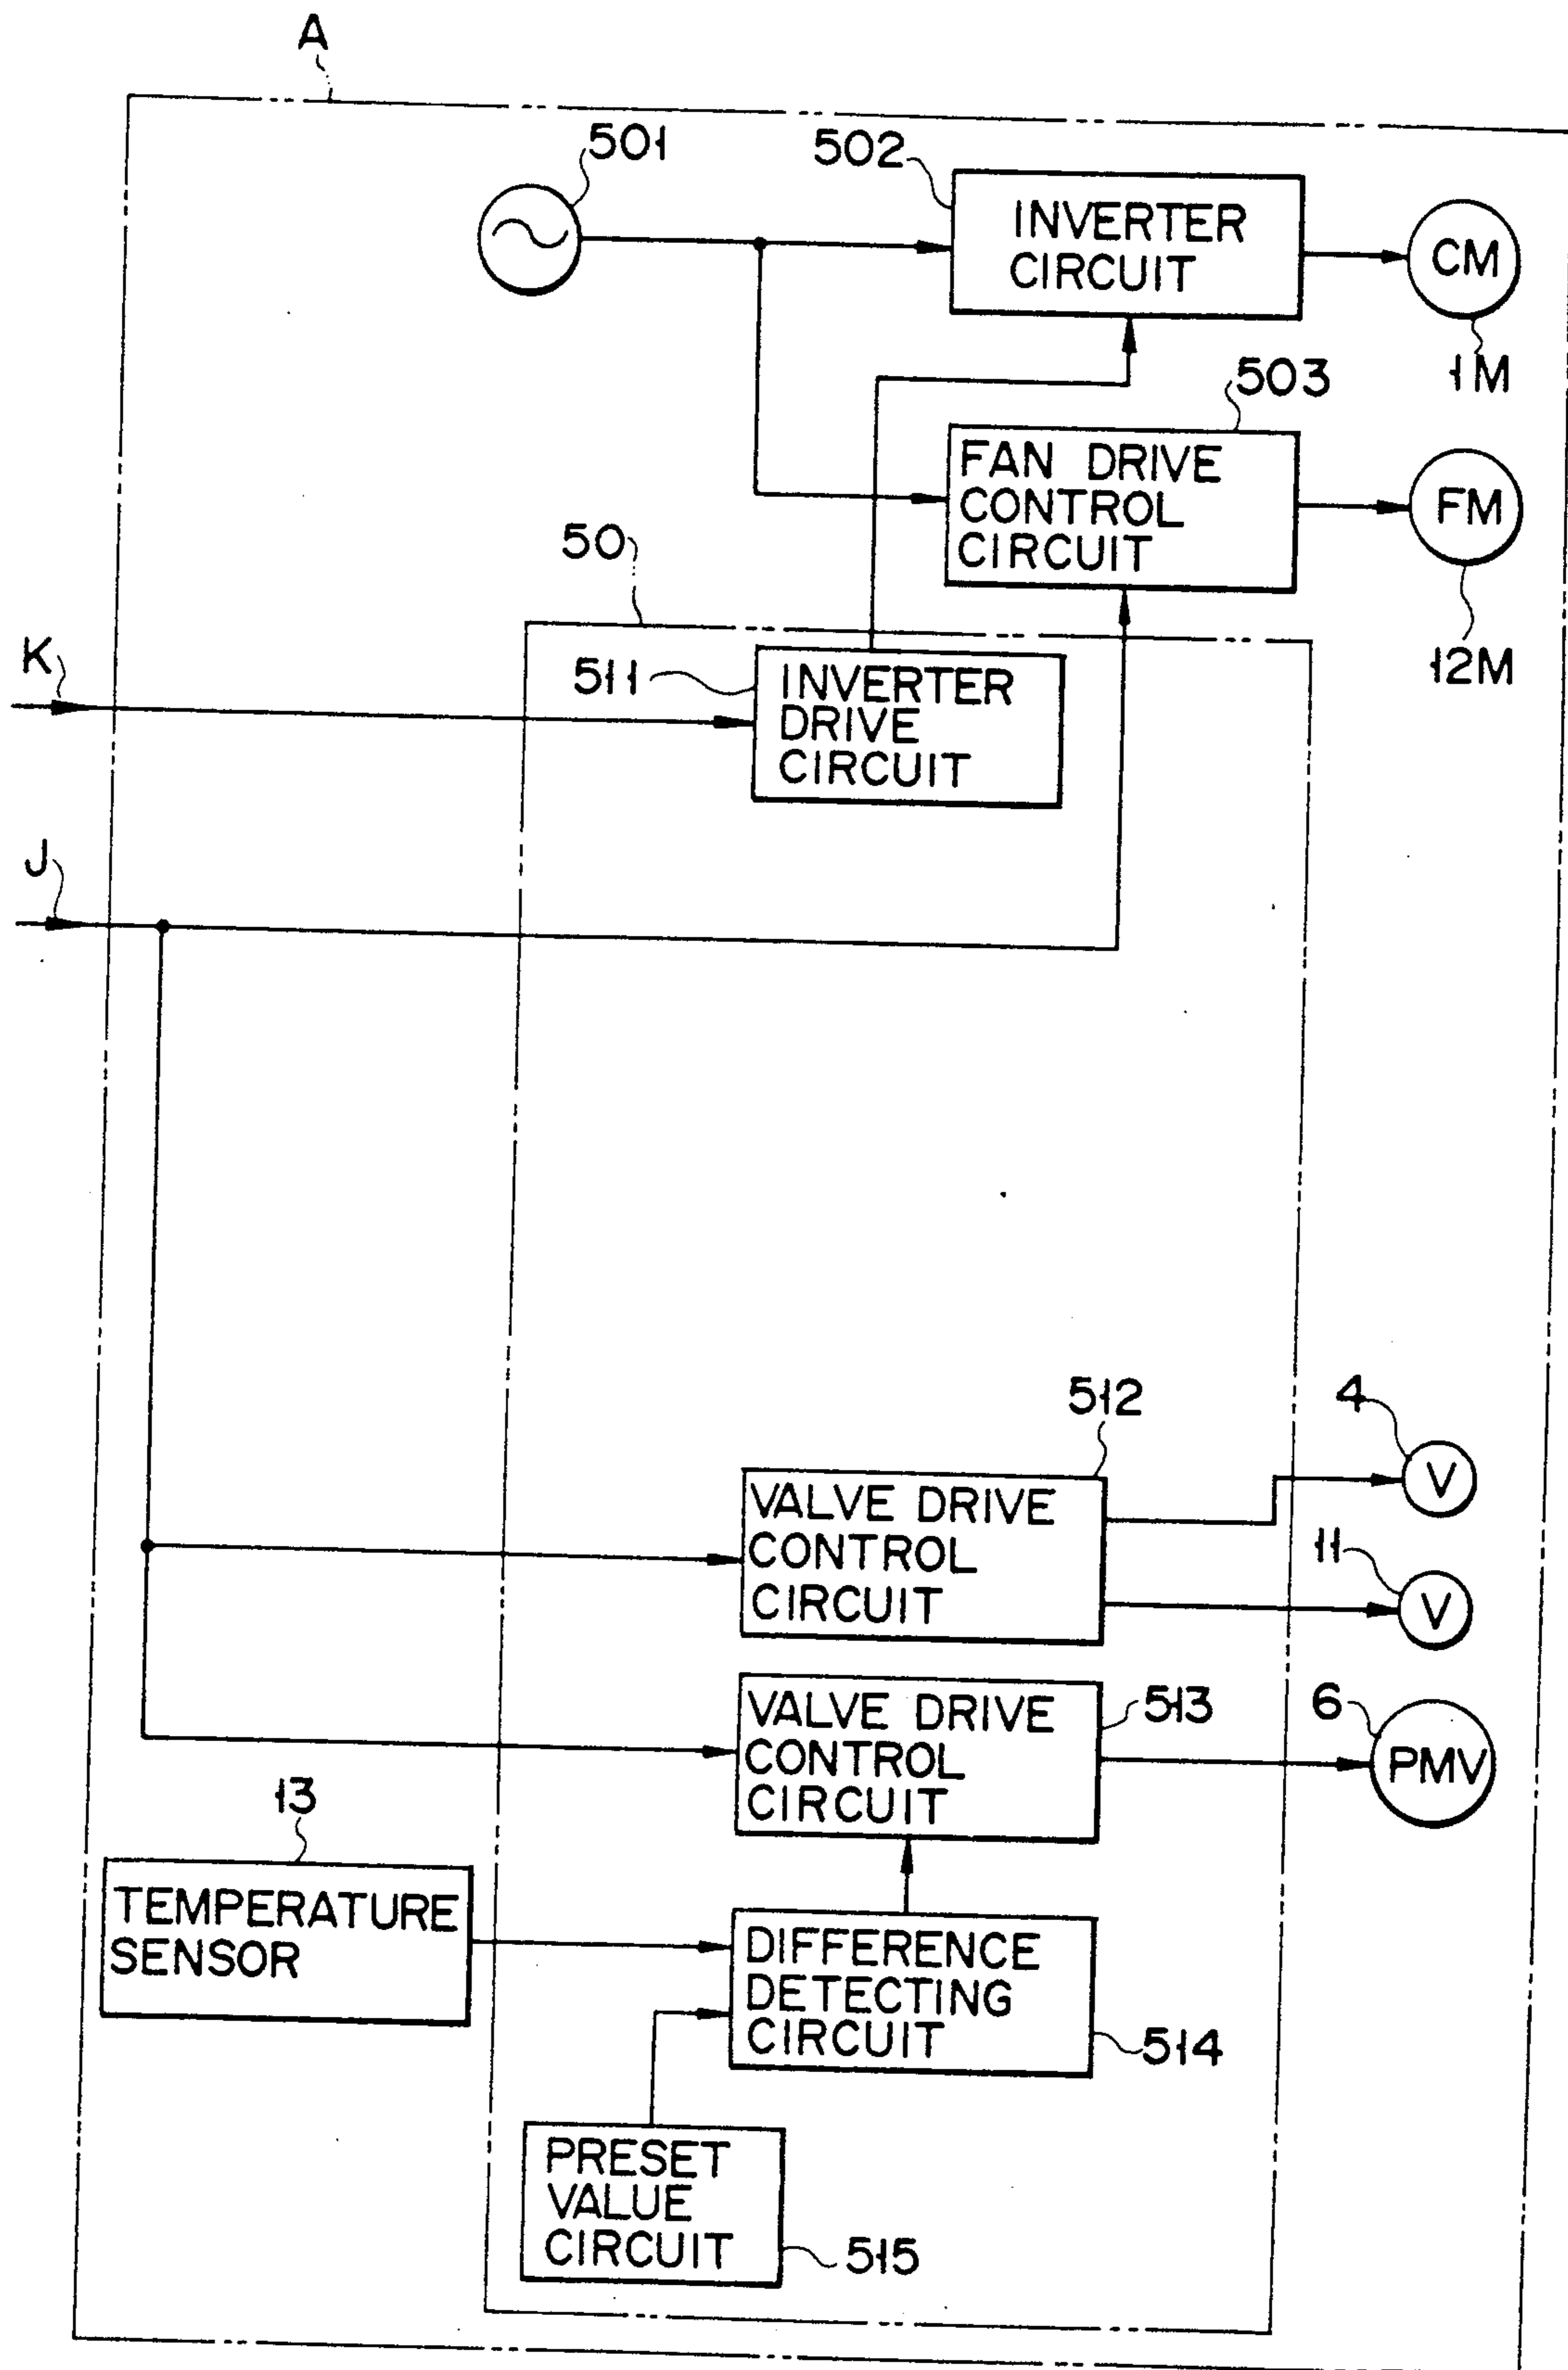 A
501
502
INVERTER
CIRCUIT
CM
1M
503
FAN DRIVE
CONTROL
CIRCUIT
FM
12M
50
K
511
INVERTER
DRIVE
CIRCUIT
J
512
4
VALVE DRIVE
CONTROL
CIRCUIT
V
11
V
VALVE DRIVE
CONTROL
CIRCUIT
513
6
PMV
13
TEMPERATURE
SENSOR
DIFFERENCE
DETECTING
CIRCUIT
514
PRESET
VALUE
CIRCUIT
515